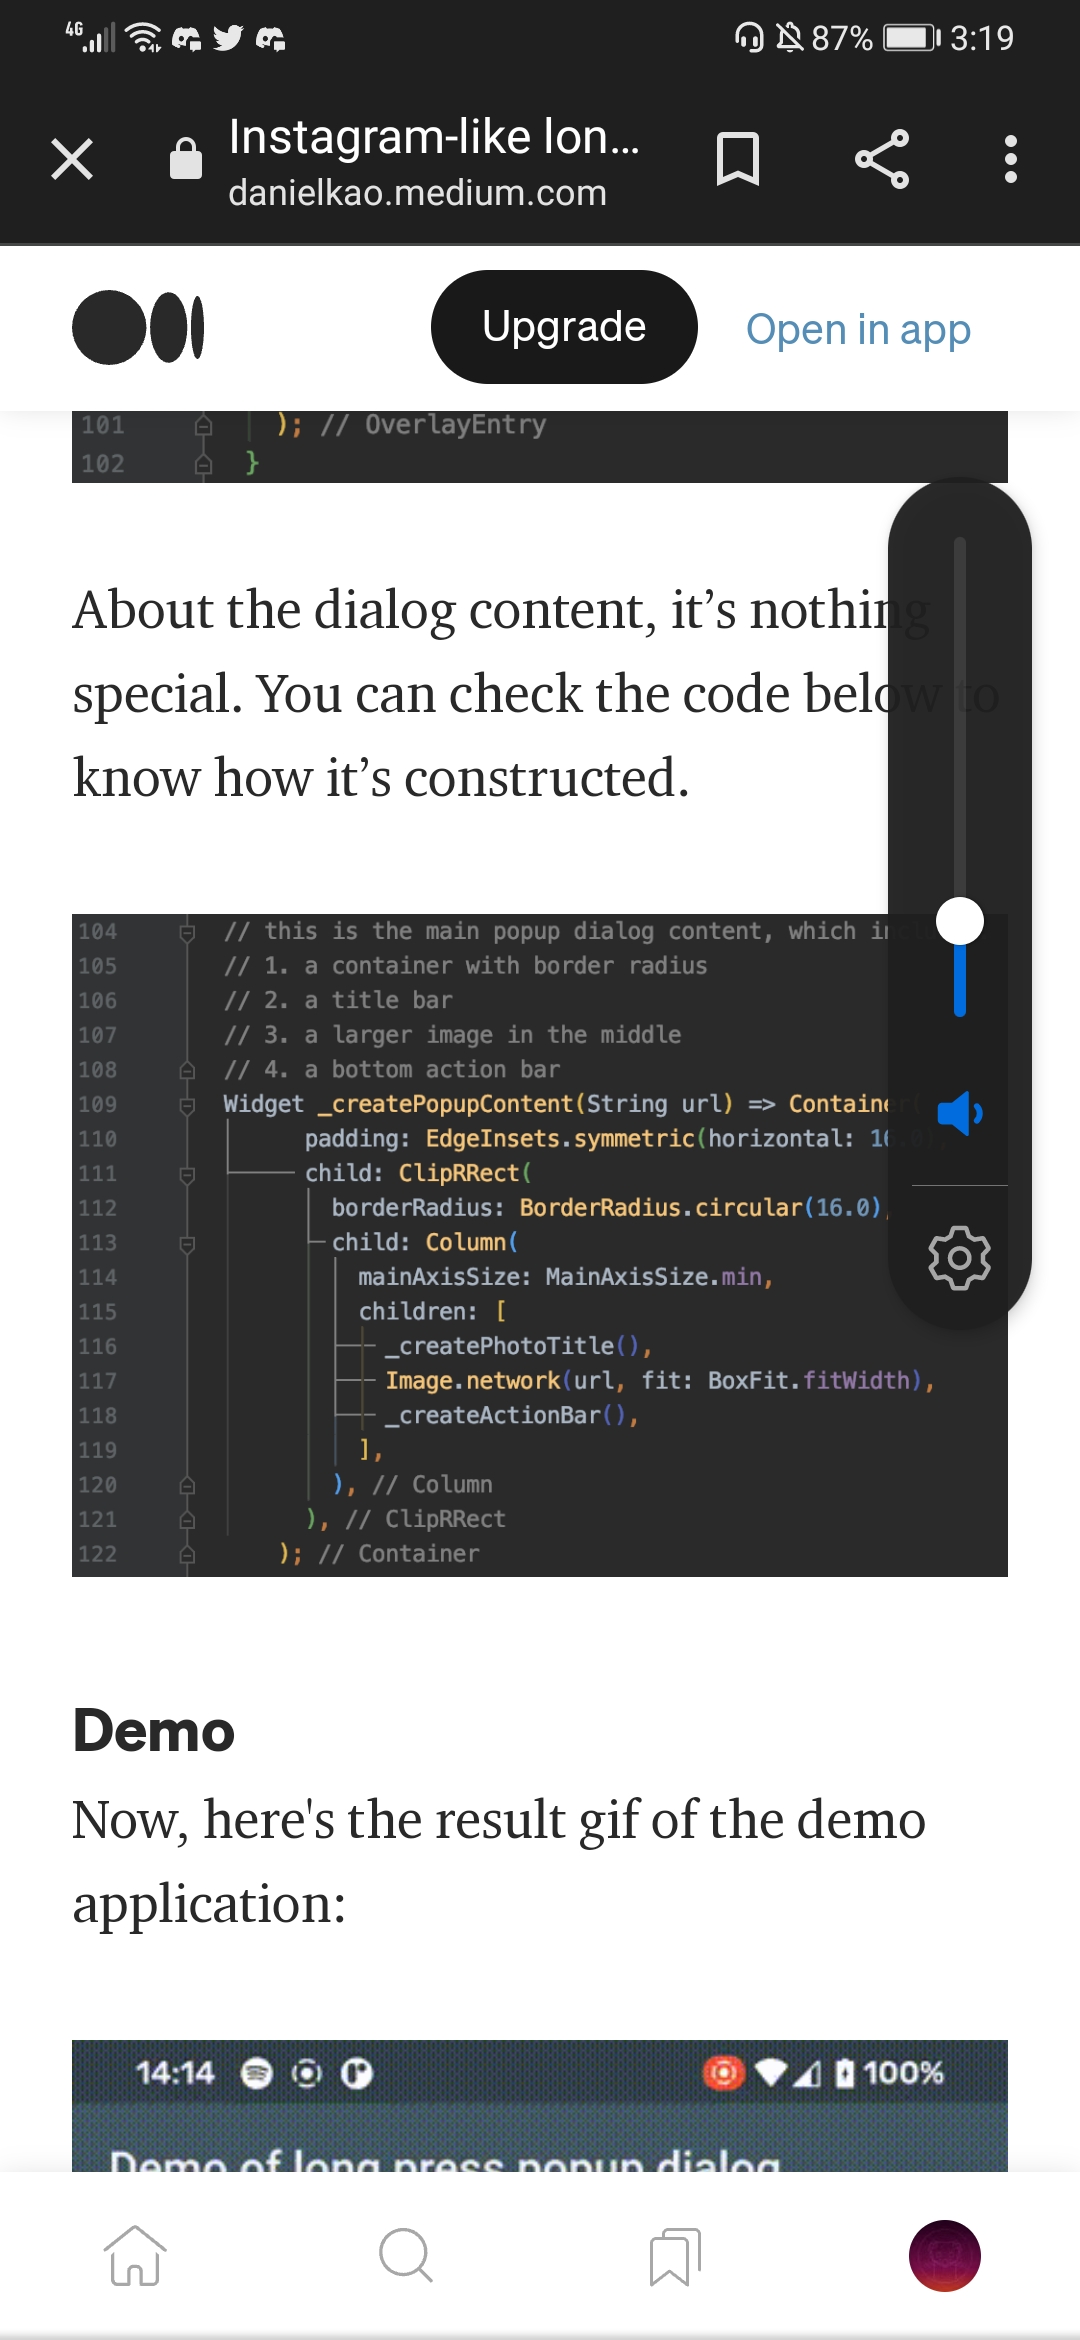 4G 87% 3:19
Instagram-like lon...
danielkao.medium.com
Upgrade Open in app
101 ); // OverlayEntry
102 }
About the dialog content, it’s nothing
special. You can check the code below to
know how it’s constructed.
104 // this is the main popup dialog content, which incl
105 // 1. a container with border radius
106 // 2. a title bar
107 // 3. a larger image in the middle
108 // 4. a bottom action bar
109 Widget _createPopupContent(String url) => Container(
110 padding: EdgeInsets.symmetric(horizontal: 16.0),
111 child: ClipRRect(
112 borderRadius: BorderRadius.circular(16.0),
113 child: Column(
114 mainAxisSize: MainAxisSize.min,
115 children: [
116 _createPhotoTitle(),
117 Image.network(url, fit: BoxFit.fitWidth),
118 _createActionBar(),
119 ],
120 ), // Column
121 ), // ClipRRect
122 ); // Container
Demo
Now, here's the result gif of the demo
application:
14:14 100%
Demo of long press popup dialog